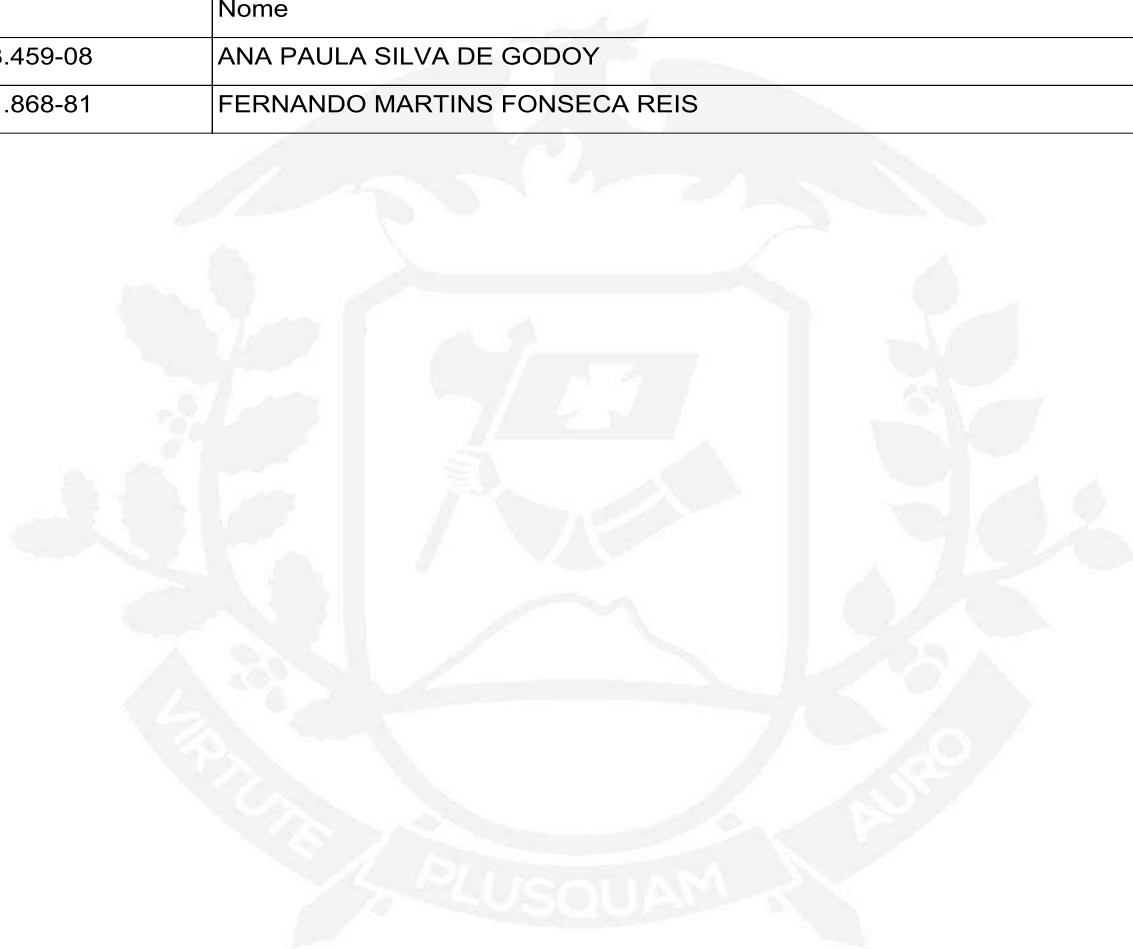 Nome
.459-08 ANA PAULA SILVA DE GODOY
.868-81 FERNANDO MARTINS FONSECA REIS
VIRTUTE PLUSQUAM AURO